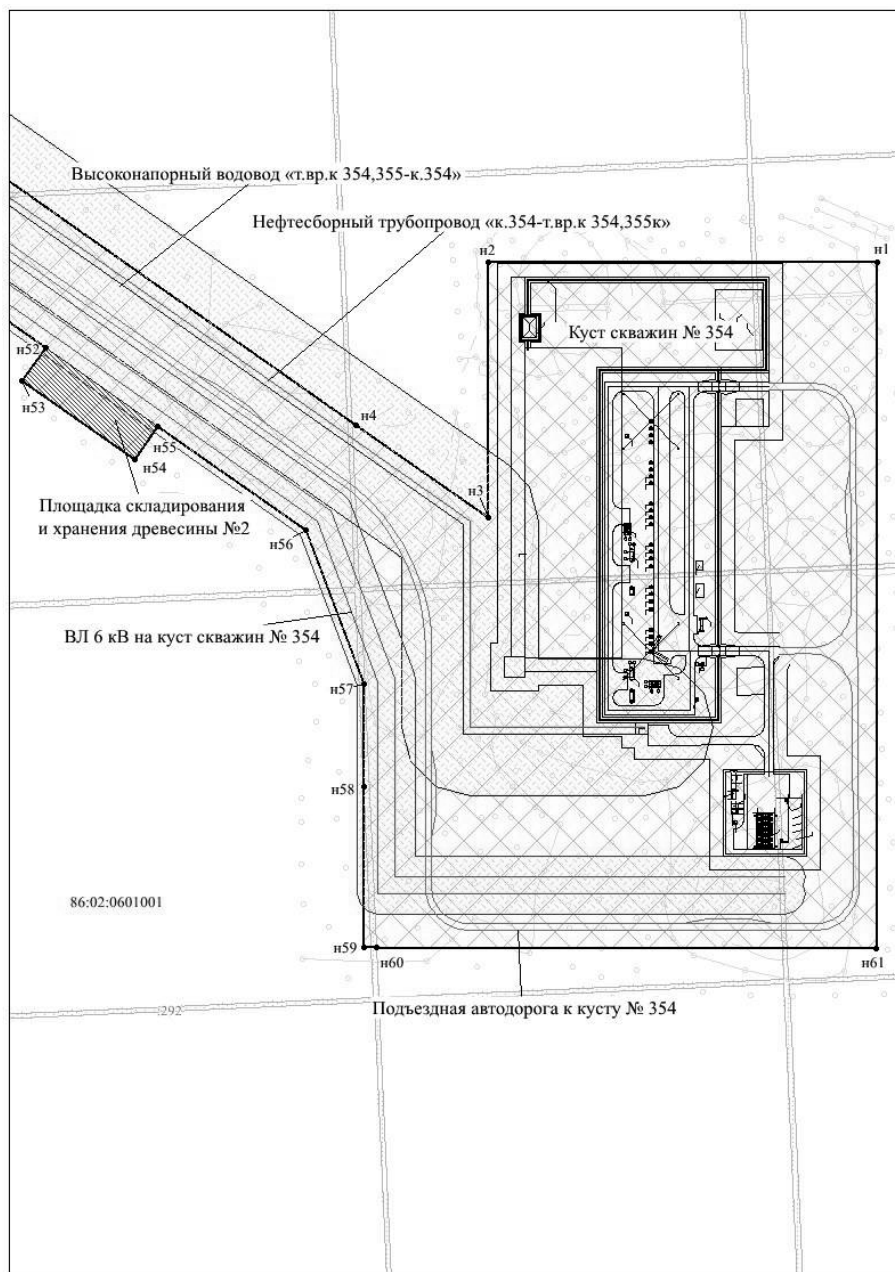 Высоконапорный водовод «т.вр.к 354,355-к.354»
Нефтесборный трубопровод «к.354-т.вр.к 354,355к»
н2
н1
Куст скважин № 354
н52
н53
н4
н55
н54
Площадка складирования
и хранения древесины №2
н3
н56
ВЛ 6 кВ на куст скважин № 354
н57
н58
86:02:0601001
н59
н60
н61
Подъездная автодорога к кусту № 354
:292